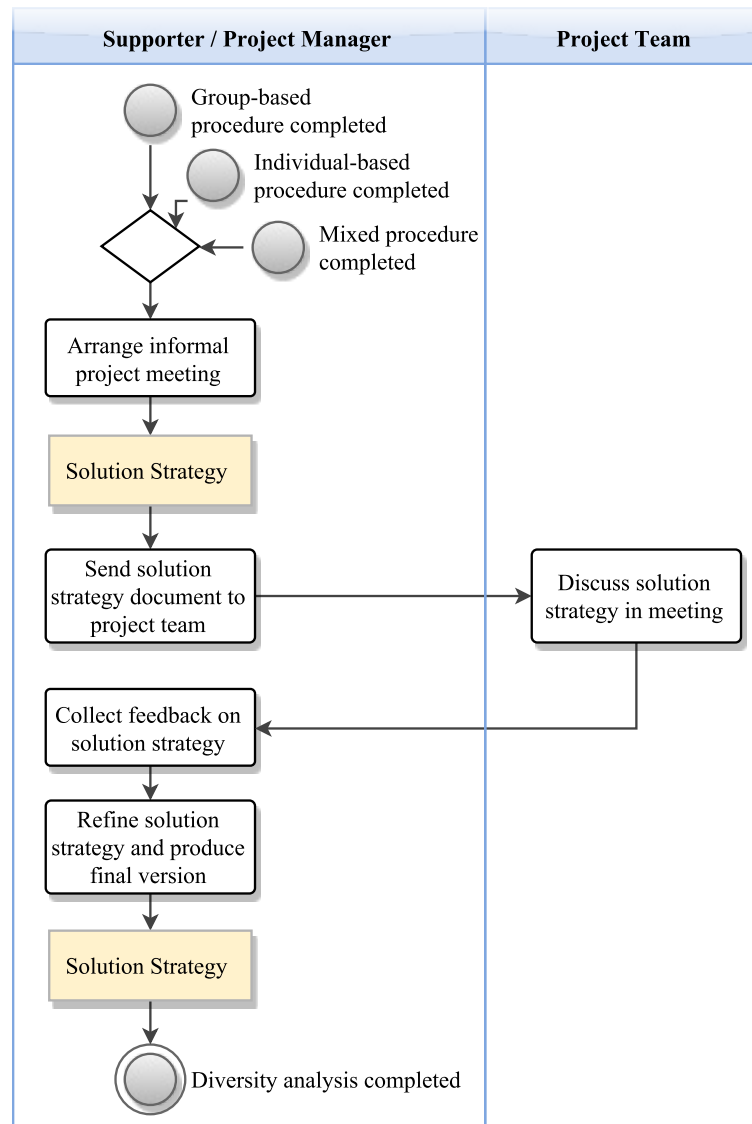 Supporter / Project Manager
Project Team
Group-based
procedure completed
Individual-based
procedure completed
Mixed procedure
completed
Arrange informal
project meeting
Solution Strategy
Send solution
strategy document to
project team
Discuss solution
strategy in meeting
Collect feedback on
solution strategy
Refine solution
strategy and produce
final version
Solution Strategy
Diversity analysis completed